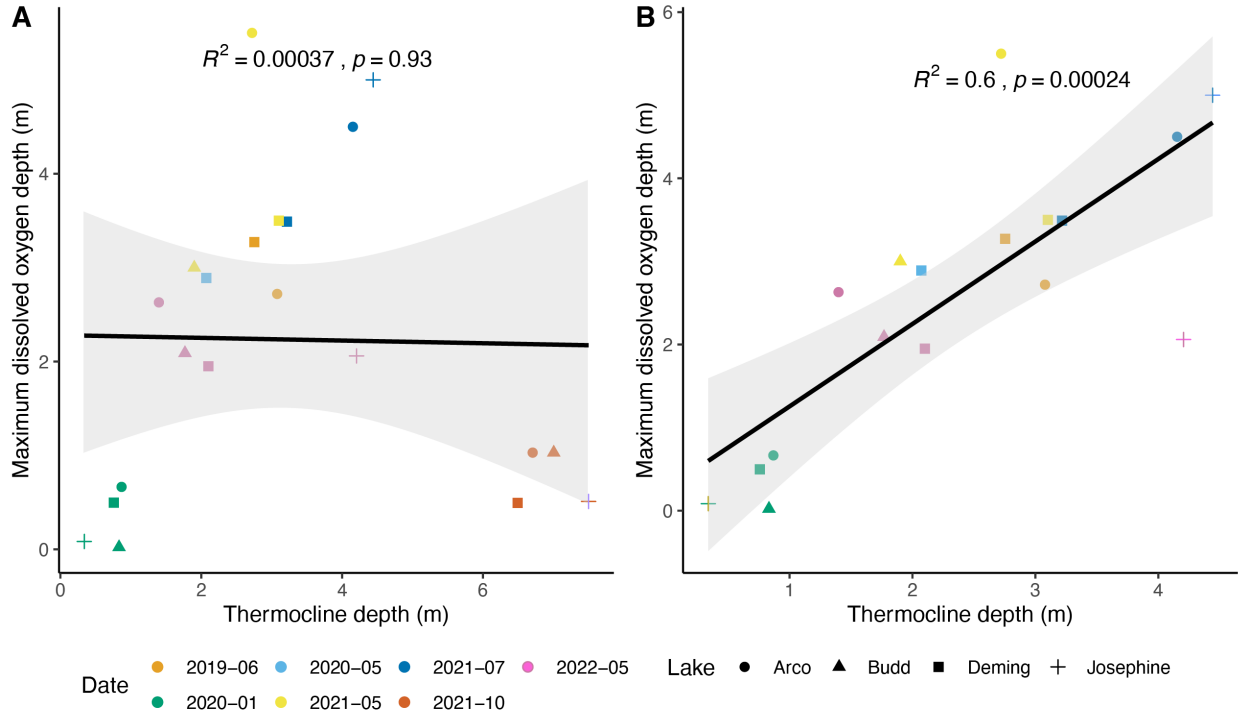 A
R² = 0.00037 , p = 0.93
Maximum dissolved oxygen depth (m)
4
2
0
0 2 4 6
Thermocline depth (m)
B
R² = 0.6 , p = 0.00024
Maximum dissolved oxygen depth (m)
6
4
2
0
1 2 3 4
Thermocline depth (m)
Date
2019−06 2020−05 2021−07 2022−05
2020−01 2021−05 2021−10
Lake Arco Budd Deming Josephine